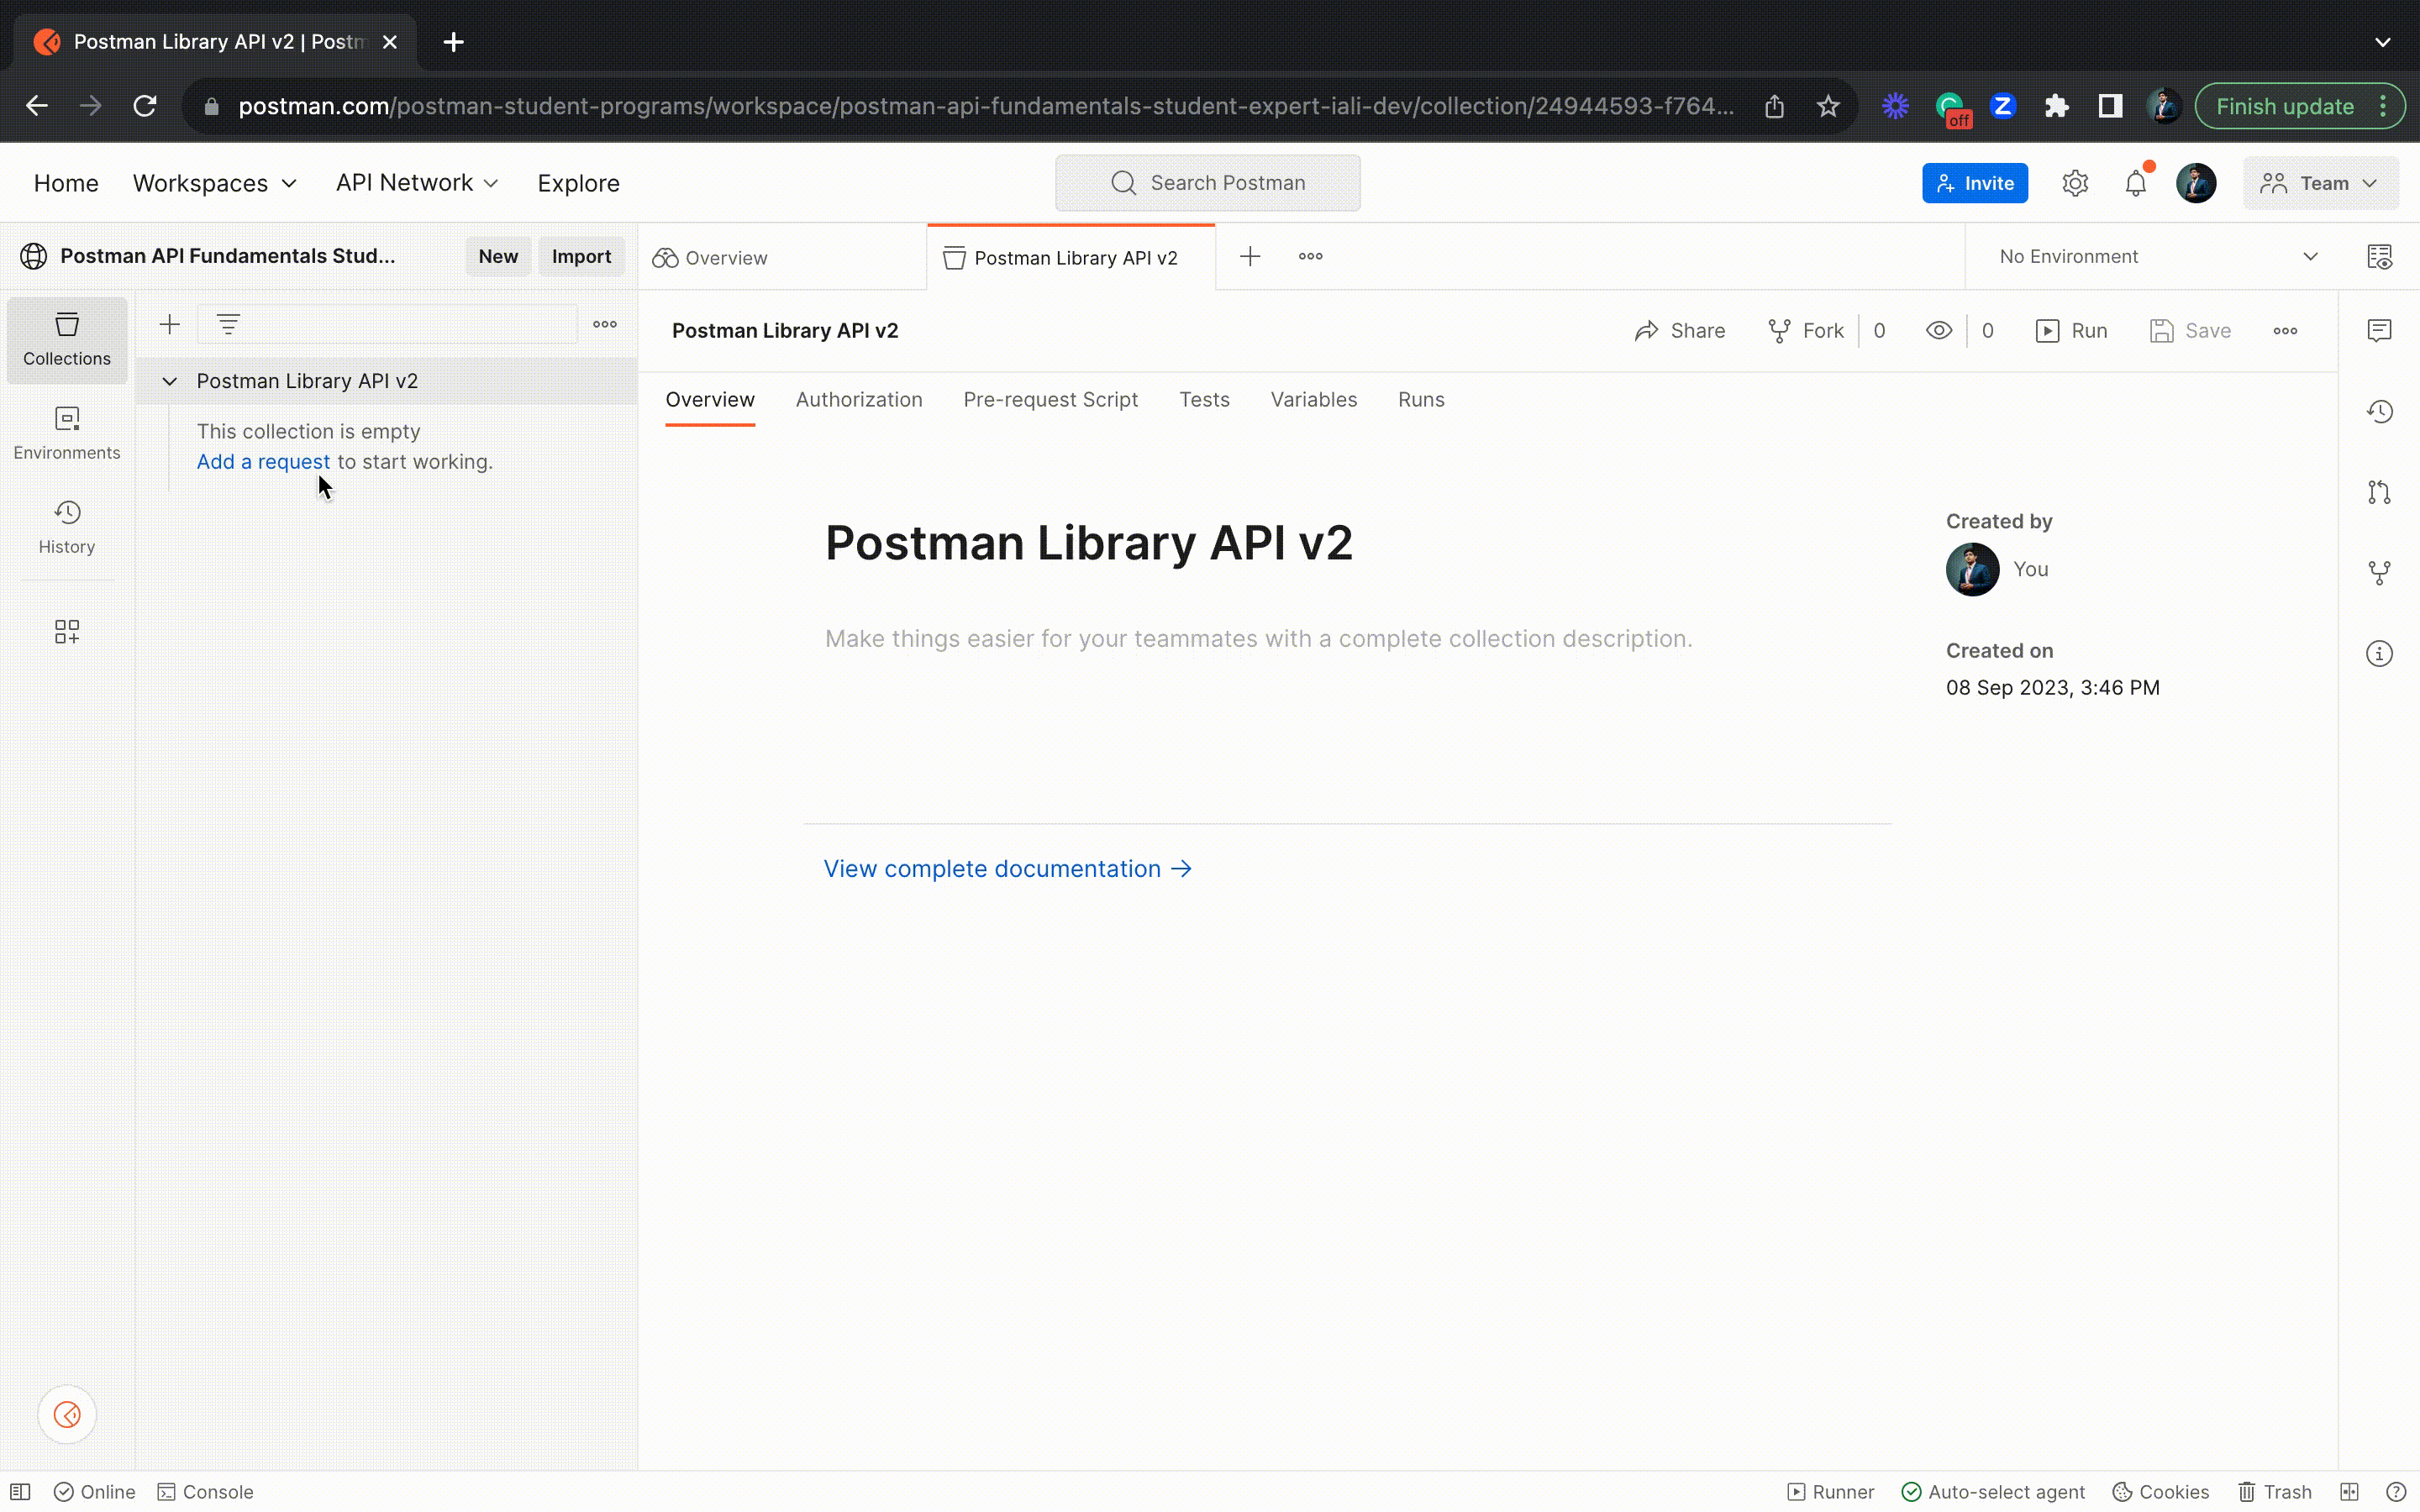 Postman Library API v2 | Postm
postman.com/postman-student-programs/workspace/postman-api-fundamentals-student-expert-iali-dev/collection/24944593-f764...
off
Finish update
Home
Workspaces
API Network
Explore
Search Postman
Invite
Team
Postman API Fundamentals Stud...
New
Import
Overview
Postman Library API v2
No Environment
Collections
Environments
History
Postman Library API v2
This collection is empty
Add a request to start working.
Postman Library API v2
Share
Fork
0
0
Run
Save
Overview
Authorization
Pre-request Script
Tests
Variables
Runs
Postman Library API v2
Make things easier for your teammates with a complete collection description.
View complete documentation →
Created by
You
Created on
08 Sep 2023, 3:46 PM
Online
Console
Runner
Auto-select agent
Cookies
Trash